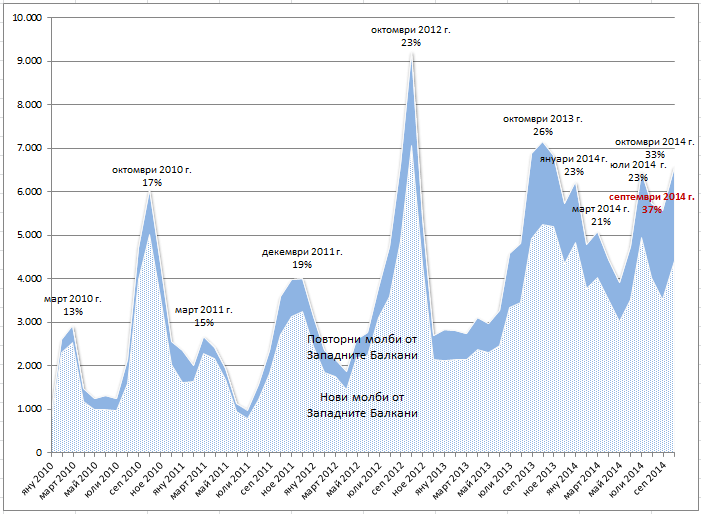 10.000
9.000
8.000
7.000
6.000
5.000
4.000
3.000
2.000
1.000
0
март 2010 г.
13%
октомври 2010 г.
17%
март 2011 г.
15%
декември 2011 г.
19%
октомври 2012 г.
23%
октомври 2013 г.
26%
януари 2014 г.
23%
март 2014 г.
21%
юли 2014 г.
23%
октомври 2014 г.
33%
септември 2014 г.
37%
Повторни молби от
Западните Балкани
Нови молби от
Западните Балкани
яну 2010
март 2010
май 2010
юли 2010
сеп 2010
ное 2010
яну 2011
март 2011
май 2011
юли 2011
сеп 2011
ное 2011
яну 2012
март 2012
май 2012
юли 2012
сеп 2012
ное 2012
яну 2013
март 2013
май 2013
юли 2013
сеп 2013
ное 2013
яну 2014
март 2014
май 2014
юли 2014
сеп 2014